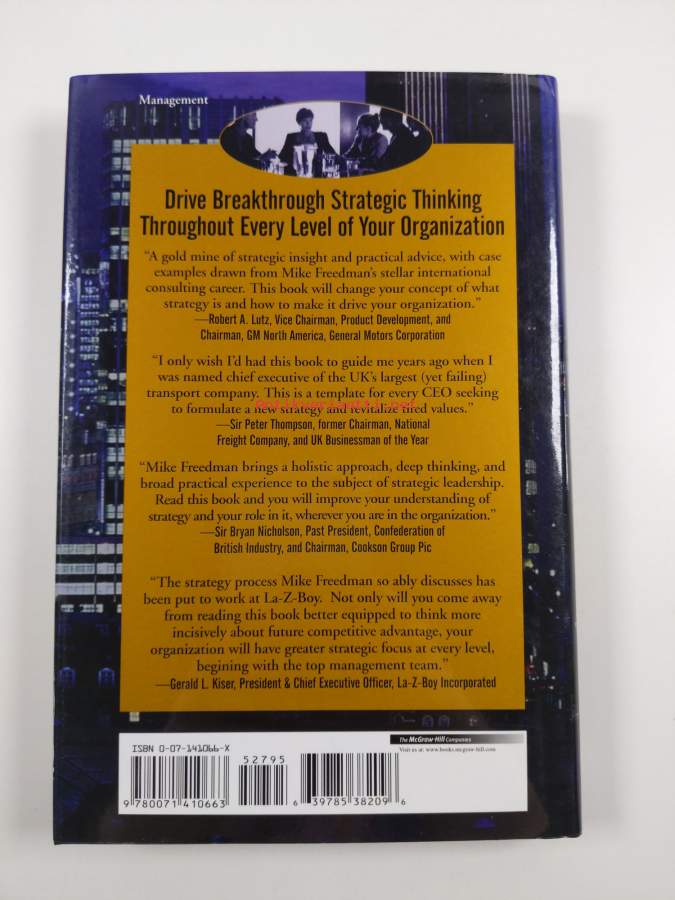 Management
Drive Breakthrough Strategic Thinking
Throughout Every Level of Your Organization
“A gold mine of strategic insight and practical advice, with case
examples drawn from Mike Freedman’s stellar international
consulting career. This book will change your concept of what
strategy is and how to make it drive your organization.”
—Robert A. Lutz, Vice Chairman, Product Development, and
Chairman, GM North America, General Motors Corporation
“I only wish I’d had this book to guide me years ago when I
was named chief executive of the UK’s largest (yet failing)
transport company. This is a template for every CEO seeking
to formulate a new strategy and revitalize tired values.”
—Sir Peter Thompson, former Chairman, National
Freight Company, and UK Businessman of the Year
“Mike Freedman brings a holistic approach, deep thinking, and
broad practical experience to the subject of strategic leadership.
Read this book and you will improve your understanding of
strategy and your role in it, wherever you are in the organization.”
—Sir Bryan Nicholson, Past President, Confederation of
British Industry, and Chairman, Cookson Group Pic
“The strategy process Mike Freedman so ably discusses has
been put to work at La-Z-Boy. Not only will you come away
from reading this book better equipped to think more
incisively about future competitive advantage, your
organization will have greater strategic focus at every level,
begining with the top management team.”
—Gerald L. Kiser, President & Chief Executive Officer, La-Z-Boy Incorporated
The McGraw-Hill Companies
Visit us at: www.books.mcgraw-hill.com
ISBN 0-07-141066-X
52795
9 780071 410663
6 39785 38209 6